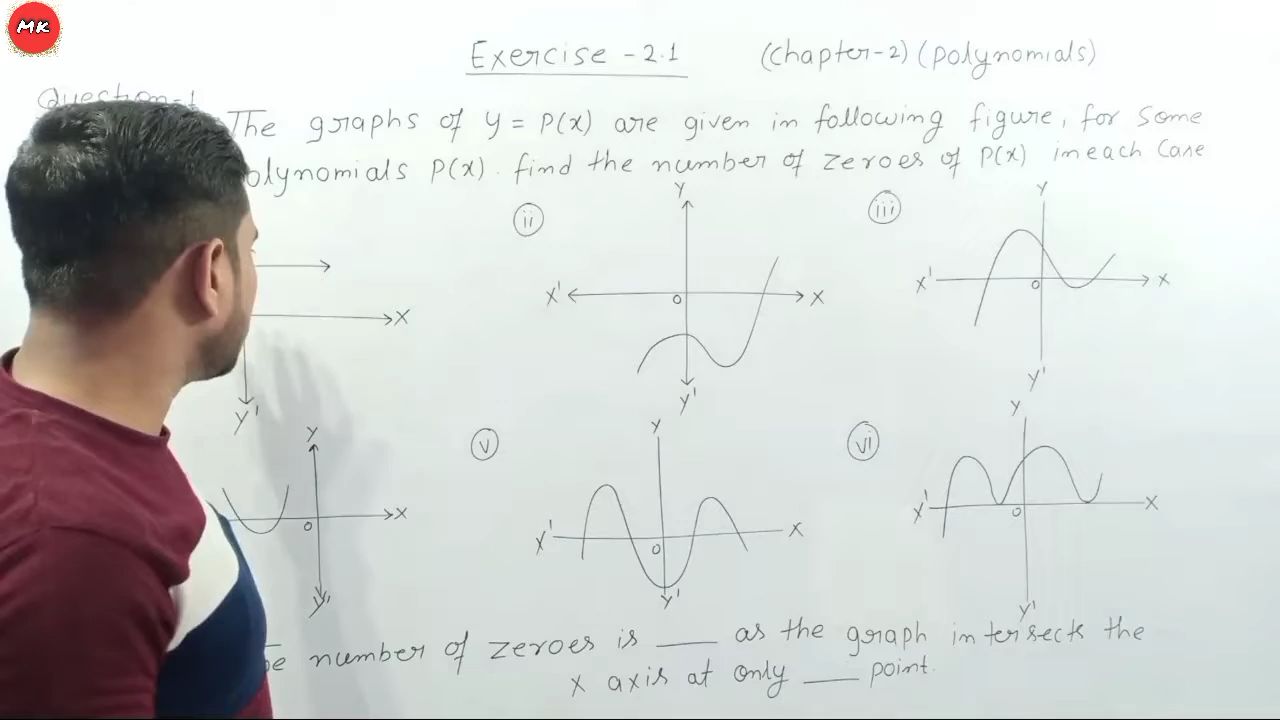 MK
Exercise - 2.1 (Chapter-2) (Polynomials)
Question-1
The graphs of y = P(x) are given in following figure, for some
olynomials P(x). find the number of zeroes of P(x) in each Case
ii Y X' O X Y'
iii Y X' O X Y'
X Y'
Y O X Y'
v Y X' O X Y'
vi Y X' O X Y'
e number of zeroes is ___ as the graph intersects the
x axis at only ___ point.